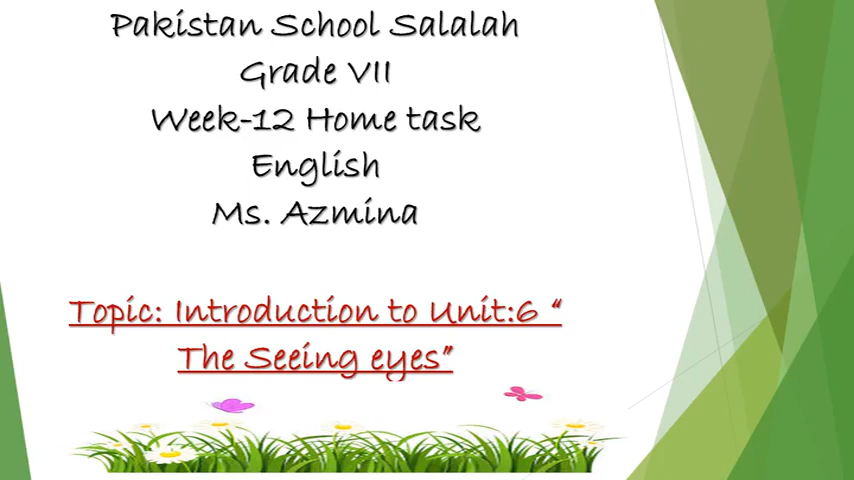 Pakistan School Salalah
Grade VII
Week-12 Home task
English
Ms. Azmina
Topic: Introduction to Unit:6 “
The Seeing eyes”